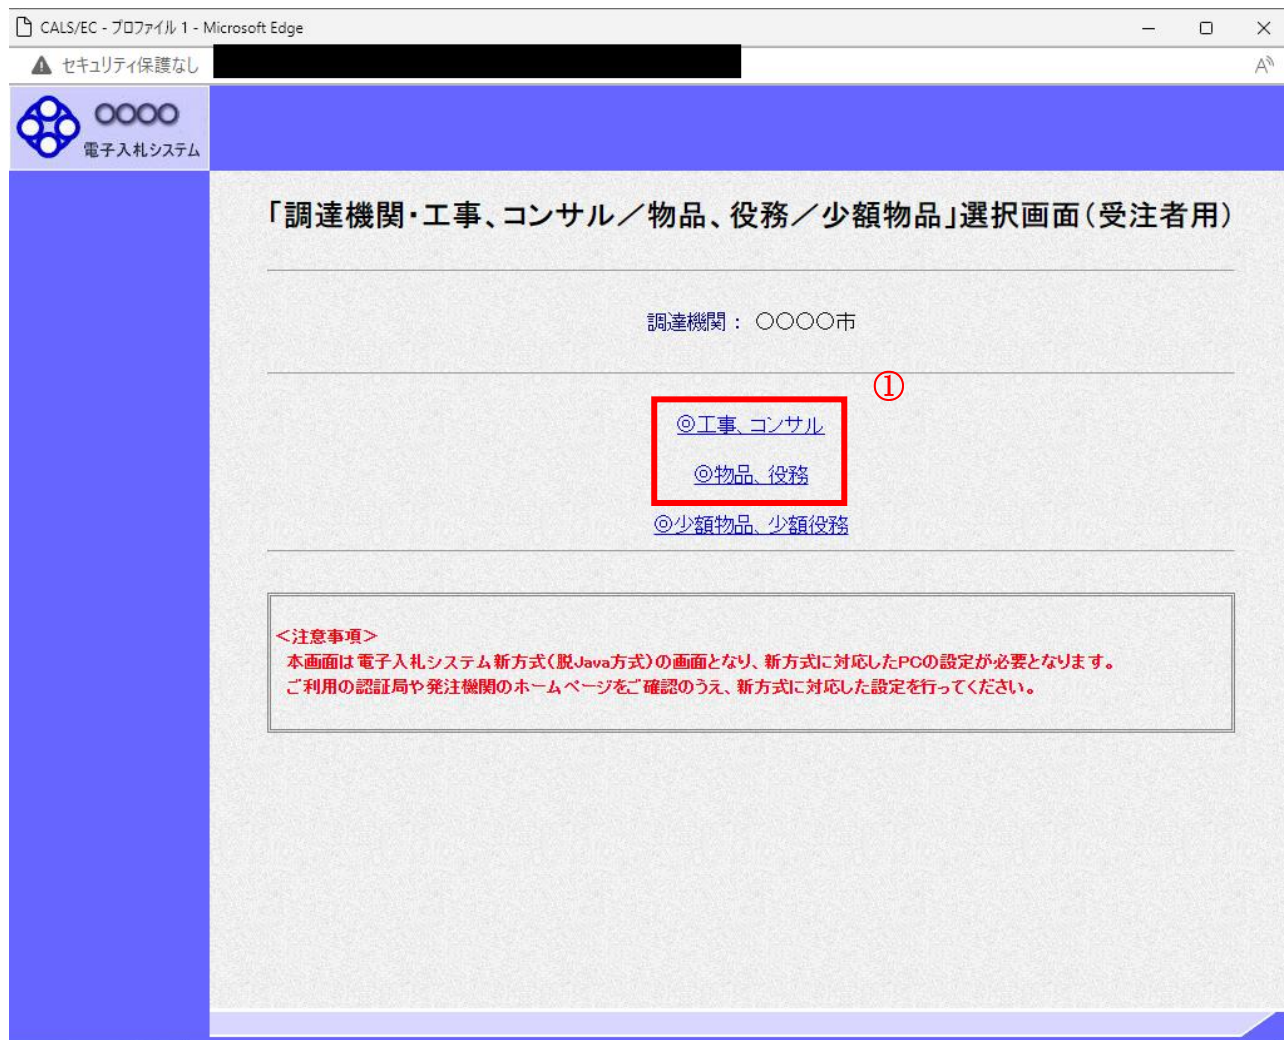 CALS/EC - プロファイル 1 - Microsoft Edge
セキュリティ保護なし
○○○○
電子入札システム
「調達機関・工事、コンサル／物品、役務／少額物品」選択画面（受注者用）
調達機関： ○○○○市
①
◎工事、コンサル
◎物品、役務
◎少額物品、少額役務
＜注意事項＞
本画面は電子入札システム新方式（脱Java方式）の画面となり、新方式に対応したPCの設定が必要となります。
ご利用の認証局や発注機関のホームページをご確認のうえ、新方式に対応した設定を行ってください。